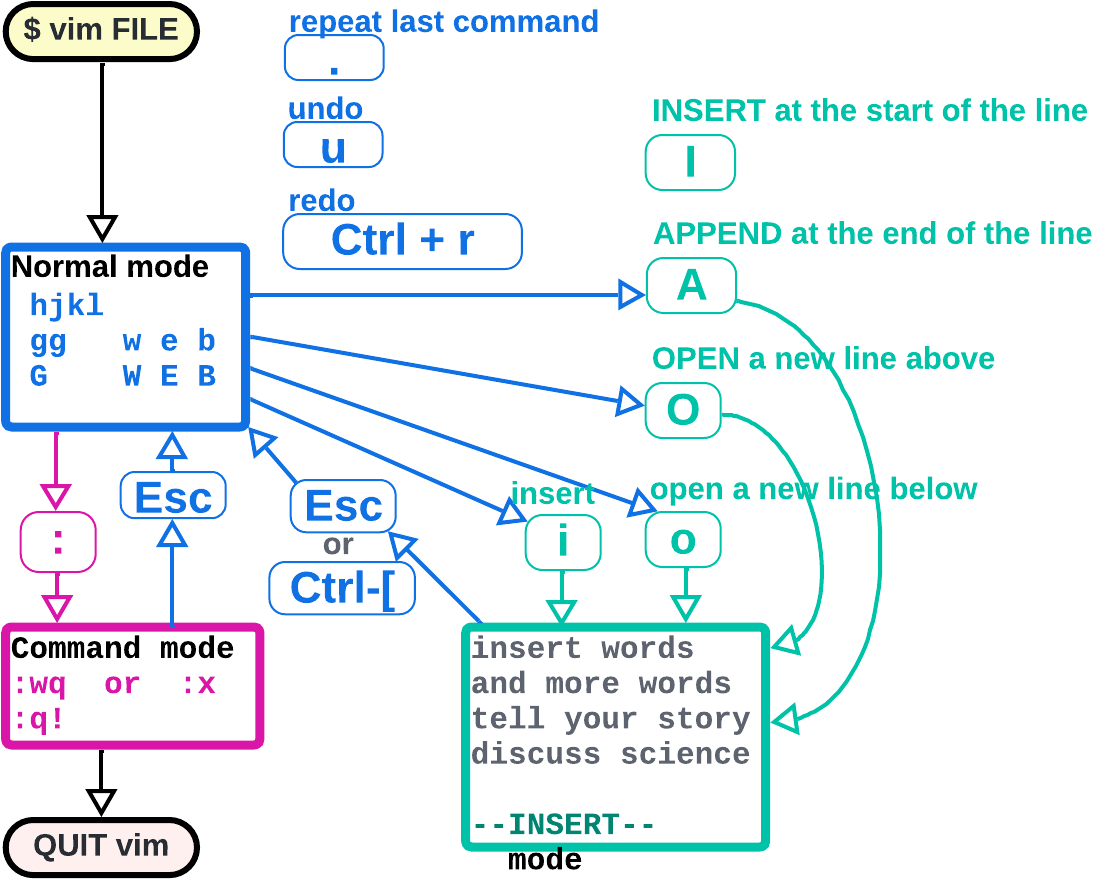 $ vim FILE
repeat last command
.
undo
u
redo
Ctrl + r
INSERT at the start of the line
I
APPEND at the end of the line
A
OPEN a new line above
O
open a new line below
o
insert
i
Normal mode
hjkl
gg w e b
G W E B
Esc
:
Esc
or
Ctrl-[
Command mode
:wq or :x
:q!
QUIT vim
insert words
and more words
tell your story
discuss science
--INSERT--
mode